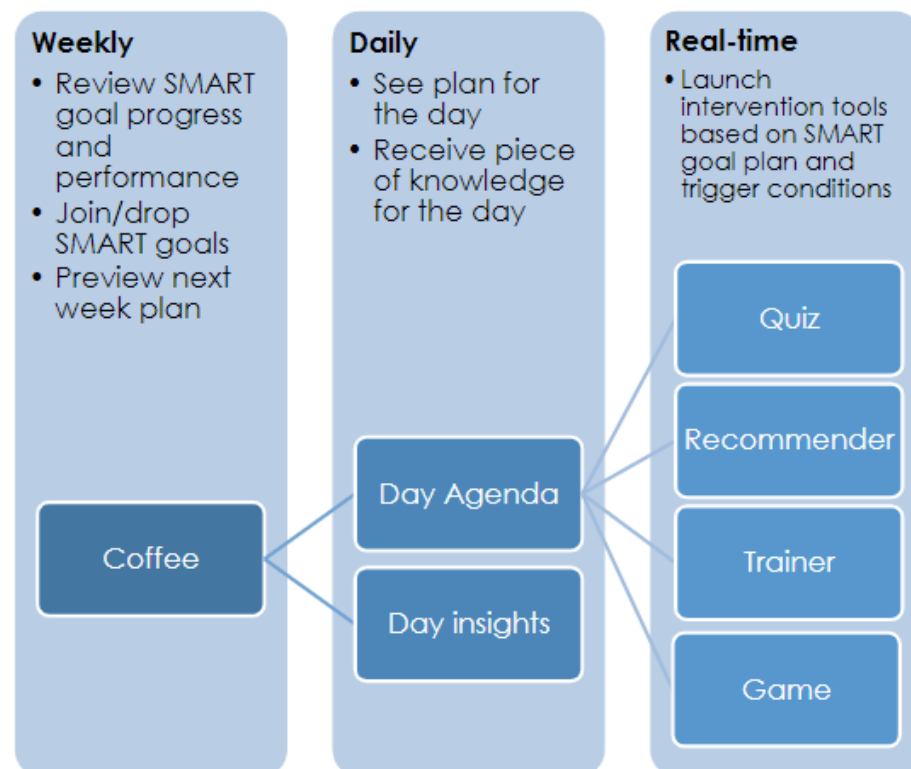 Weekly
• Review SMART
goal progress
and
performance
• Join/drop
SMART goals
• Preview next
week plan
Coffee
Daily
• See plan for
the day
• Receive piece
of knowledge
for the day
Day Agenda
Day insights
Real-time
• Launch
intervention tools
based on SMART
goal plan and
trigger conditions
Quiz
Recommender
Trainer
Game